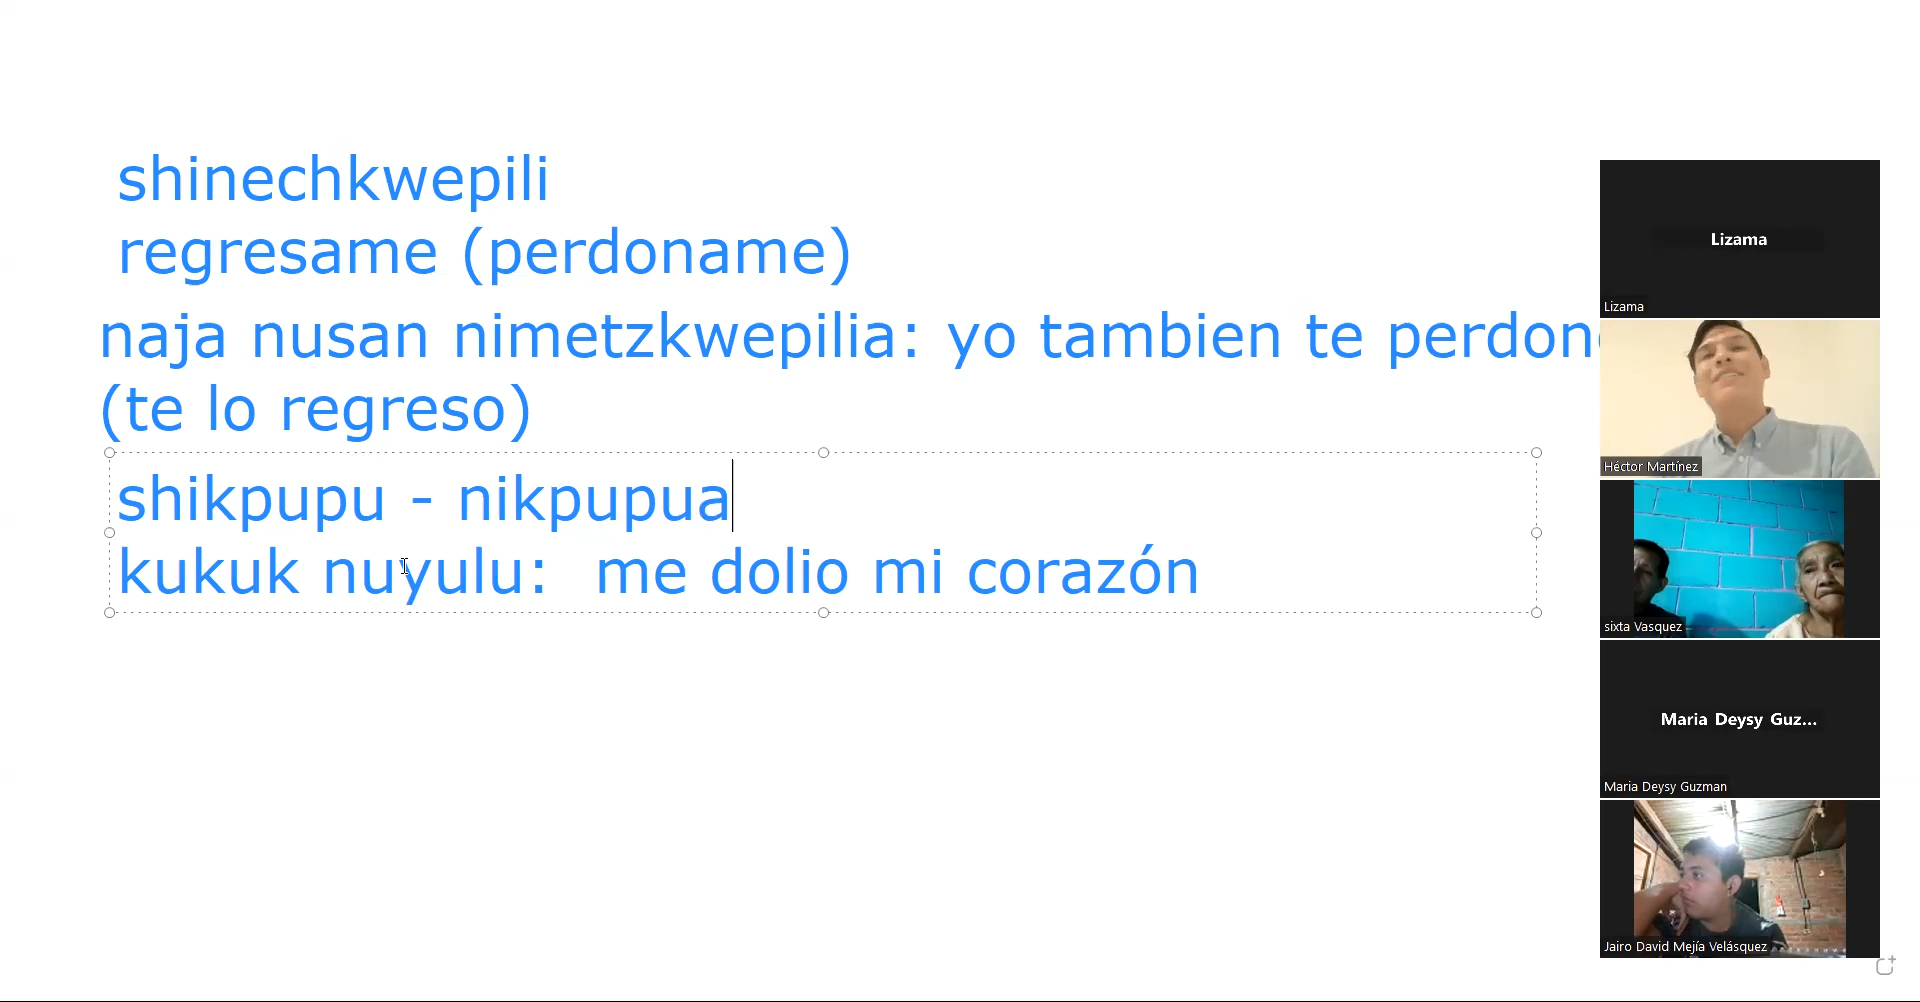 shinechkwepili
regresame (perdoname)
naja nusan nimetzkwepilia: yo tambien te perdon
(te lo regreso)
shikpupu - nikpupua
kukuk nuyulu: me dolio mi corazón
Lizama
Lizama
Héctor Martínez
sixta Vasquez
Maria Deysy Guz...
Maria Deysy Guzman
Jairo David Mejía Velásquez